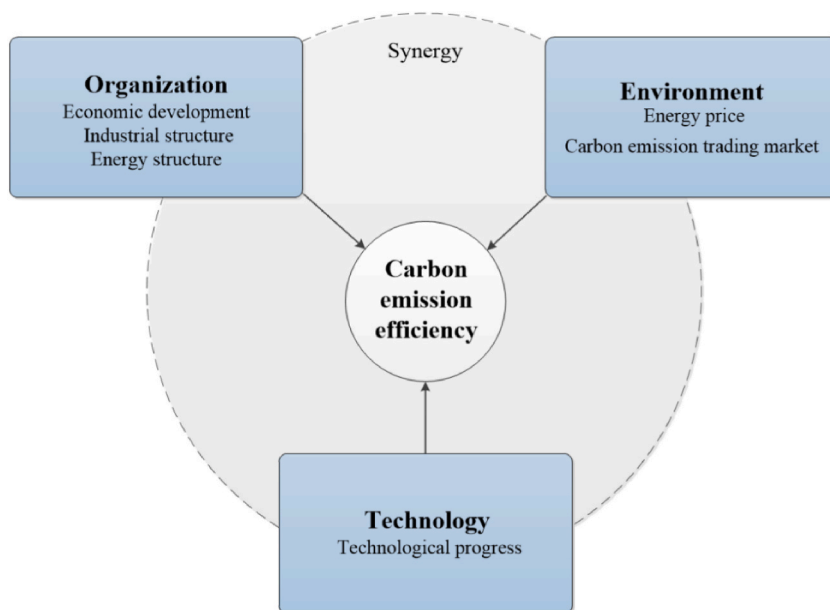 Synergy
Organization
Economic development
Industrial structure
Energy structure
Environment
Energy price
Carbon emission trading market
Carbon
emission
efficiency
Technology
Technological progress